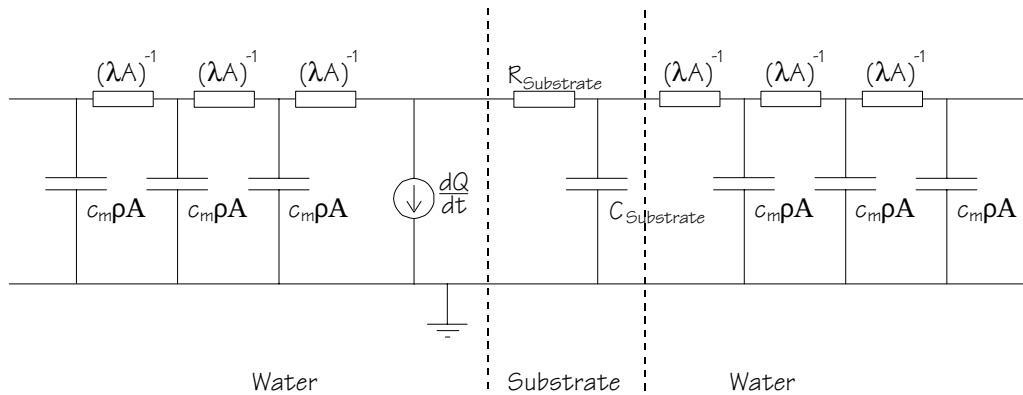 (λA)⁻¹ (λA)⁻¹ (λA)⁻¹ R_Substrate (λA)⁻¹ (λA)⁻¹ (λA)⁻¹
dQ
dt
cₘρA cₘρA cₘρA C_Substrate cₘρA cₘρA cₘρA
Water Substrate Water